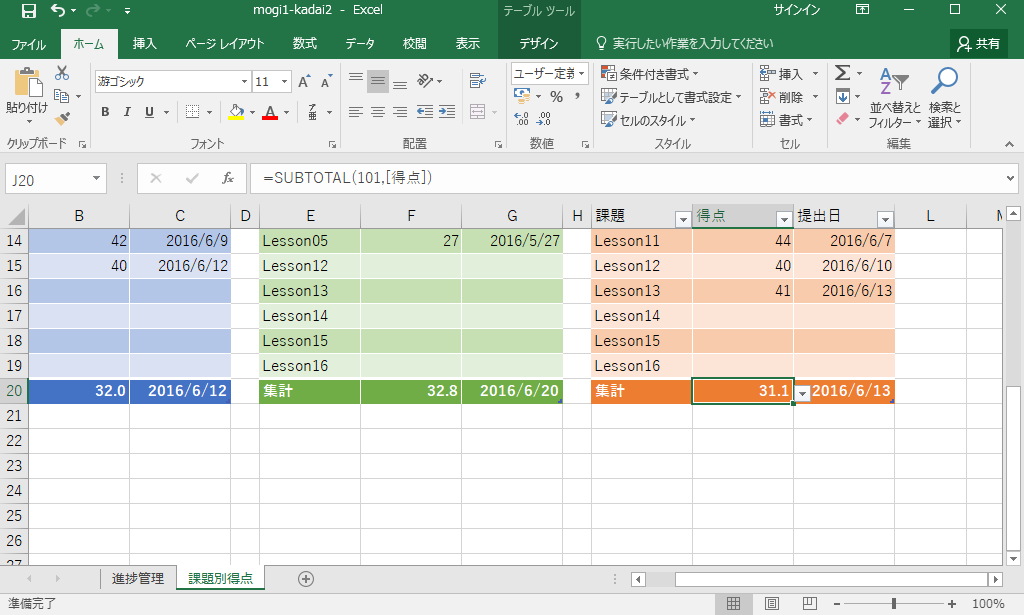 mogi1-kadai2 - Excel
テーブル ツール
サインイン
ファイル ホーム 挿入 ページ レイアウト 数式 データ 校閲 表示 デザイン 実行したい作業を入力してください 共有
貼り付け
クリップボード
游ゴシック 11
B I U
フォント
配置
ユーザー定義
% ,
数値
条件付き書式
テーブルとして書式設定
セルのスタイル
スタイル
挿入
削除
書式
セル
並べ替えと
フィルター
検索と
選択
編集
J20 fx =SUBTOTAL(101,[得点])
B C D E F G H 課題 得点 提出日 L
14 42 2016/6/9 Lesson05 27 2016/5/27 Lesson11 44 2016/6/7
15 40 2016/6/12 Lesson12 Lesson12 40 2016/6/10
16 Lesson13 Lesson13 41 2016/6/13
17 Lesson14 Lesson14
18 Lesson15 Lesson15
19 Lesson16 Lesson16
20 32.0 2016/6/12 集計 32.8 2016/6/20 集計 31.1 2016/6/13
21
22
23
24
25
26
27
進捗管理 課題別得点
準備完了 100%